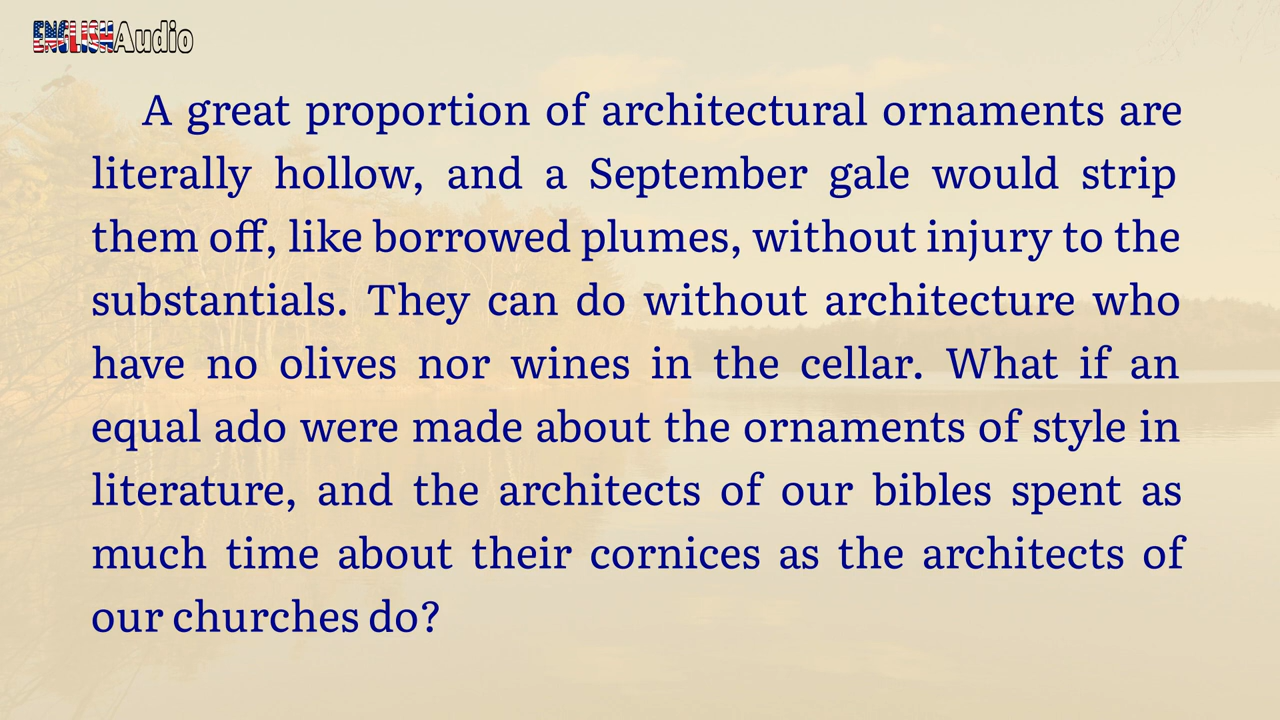 ENGLISHAudio
A great proportion of architectural ornaments are
literally hollow, and a September gale would strip
them off, like borrowed plumes, without injury to the
substantials. They can do without architecture who
have no olives nor wines in the cellar. What if an
equal ado were made about the ornaments of style in
literature, and the architects of our bibles spent as
much time about their cornices as the architects of
our churches do?